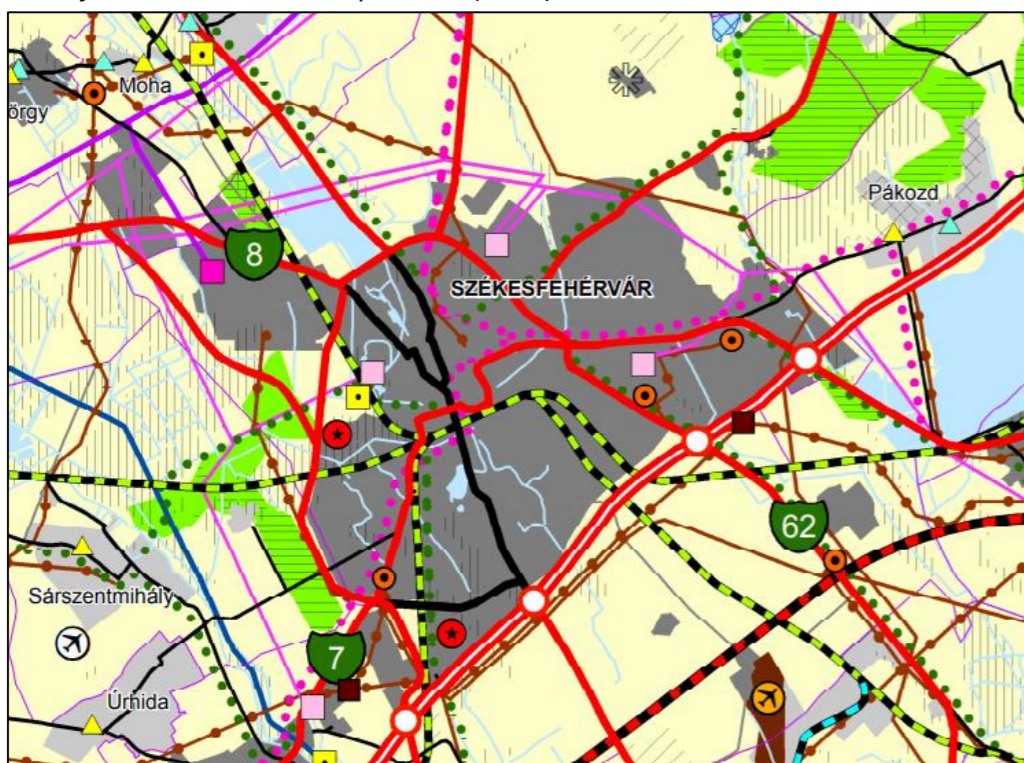 Moha
örgy
Pákozd
8
SZÉKESFEHÉRVÁR
62
Sárszentmihály
7
Úrhida